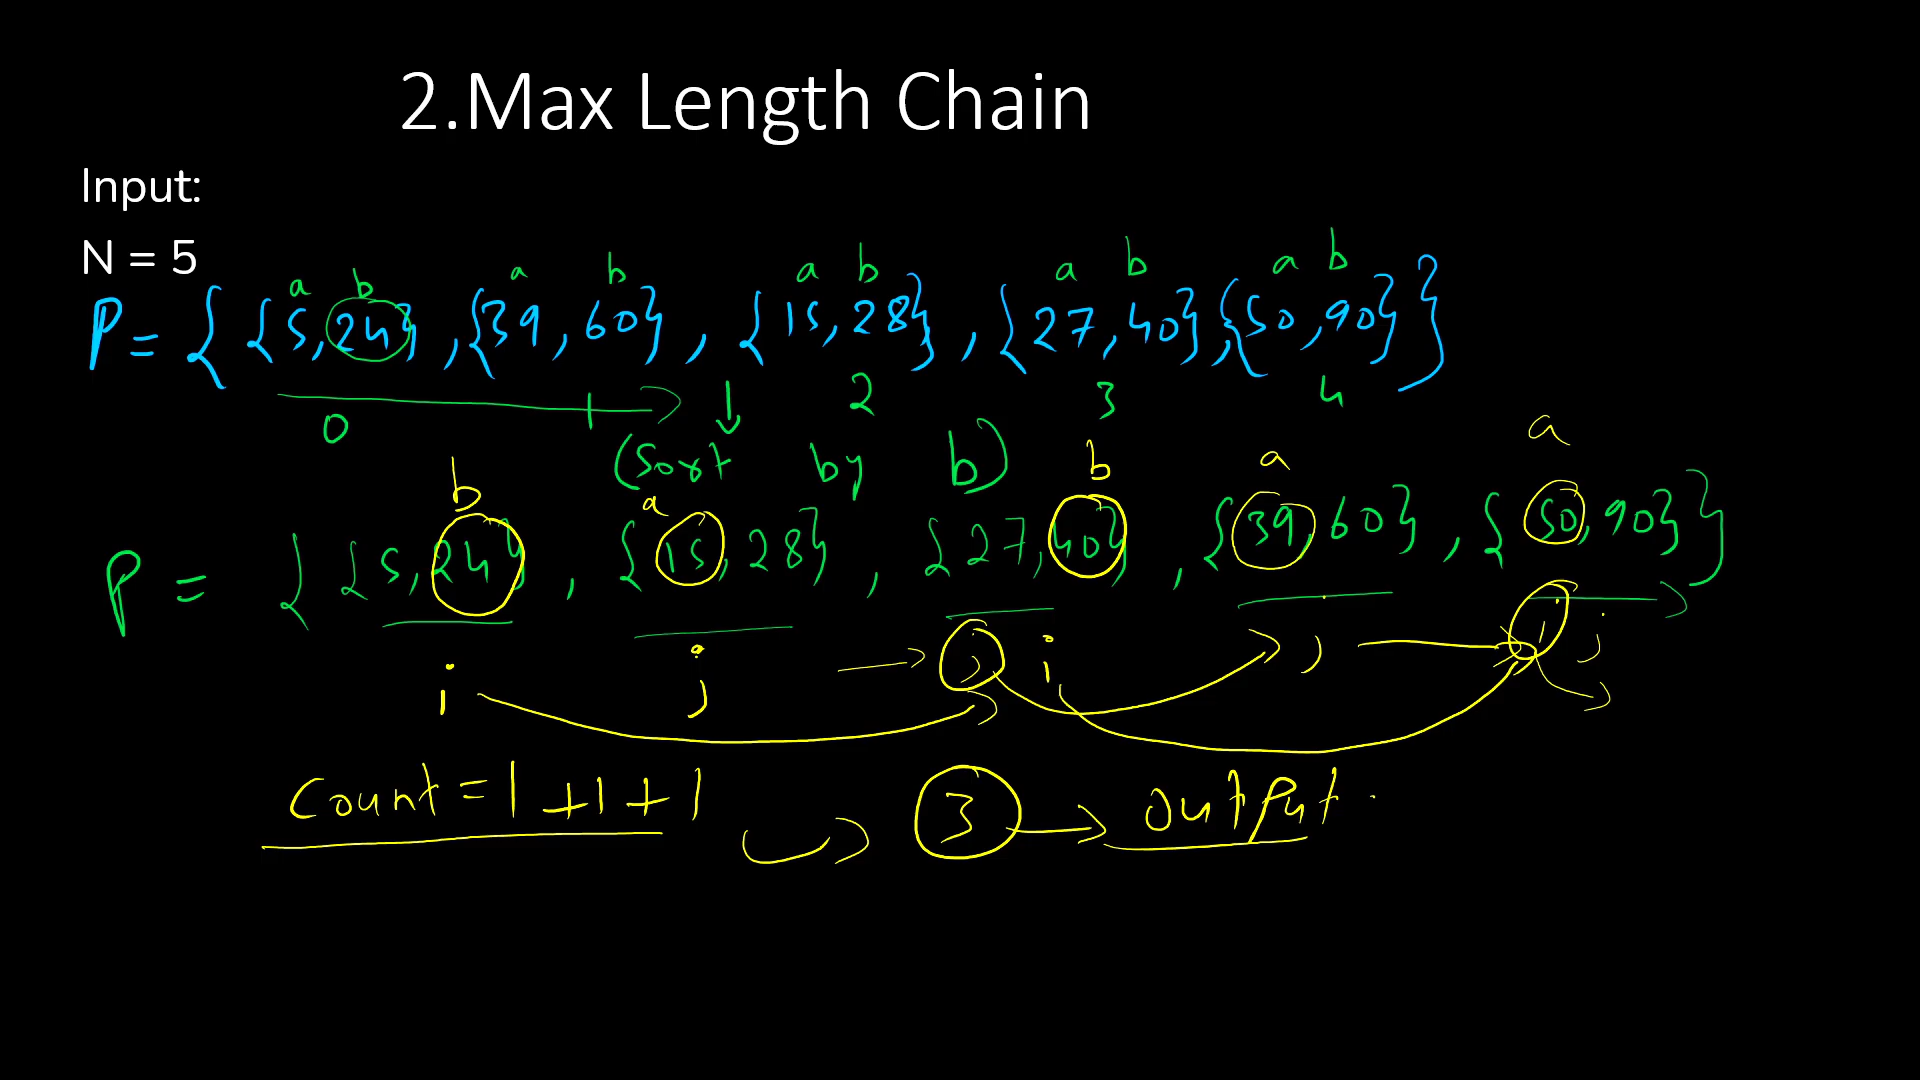 2.Max Length Chain
Input:
N = 5
a b a b a b a b a b
P = { {5,24} ,{39,60} , {15,28} , {27,40},{50,90} }
0 1 2 3 4
(Sort by b)
b a b a a
P = { {5,24} , {15,28} , {27,40} , {39,60} , {50,90} }
i j j i j j j
Count = 1 +1 + 1 3 output.